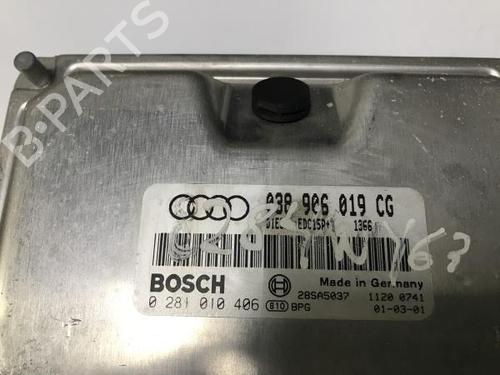 B·PARTS
038 906 019 CG
EDC15P+ 1366
BOSCH
Made in Germany
28SA5037 1120 0741
0 281 010 406 810 BPG 01-03-01